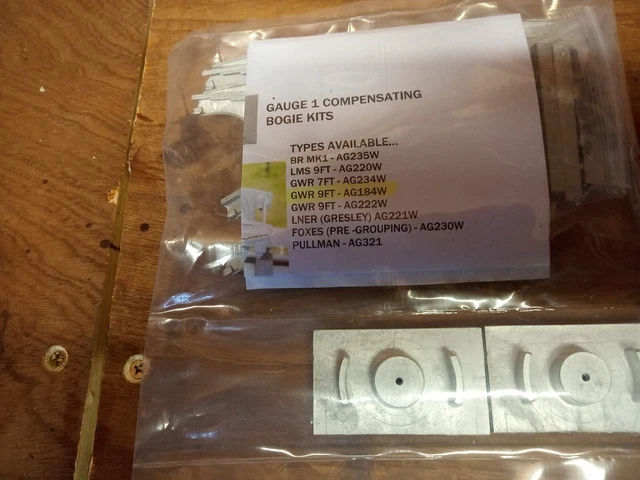 GAUGE 1 COMPENSATING
BOGIE KITS
TYPES AVAILABLE...
BR MK1 - AG235W
LMS 9FT - AG220W
GWR 7FT - AG234W
GWR 9FT - AG184W
GWR 9FT - AG222W
LNER (GRESLEY) AG221W
FOXES (PRE -GROUPING) - AG230W
PULLMAN - AG321